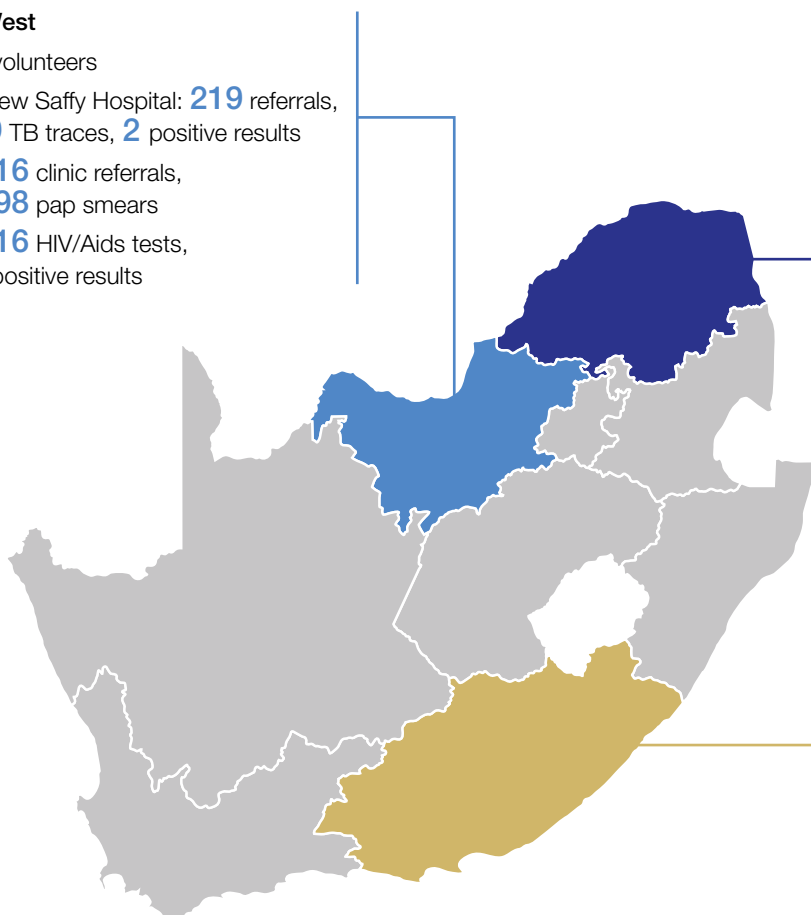 est
volunteers
ew Saffy Hospital: 219 referrals,
TB traces, 2 positive results
16 clinic referrals,
98 pap smears
16 HIV/Aids tests,
positive results